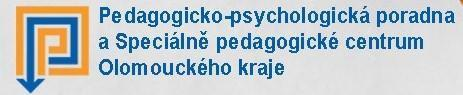 Pedagogicko-psychologická poradna
a Speciálně pedagogické centrum
Olomouckého kraje